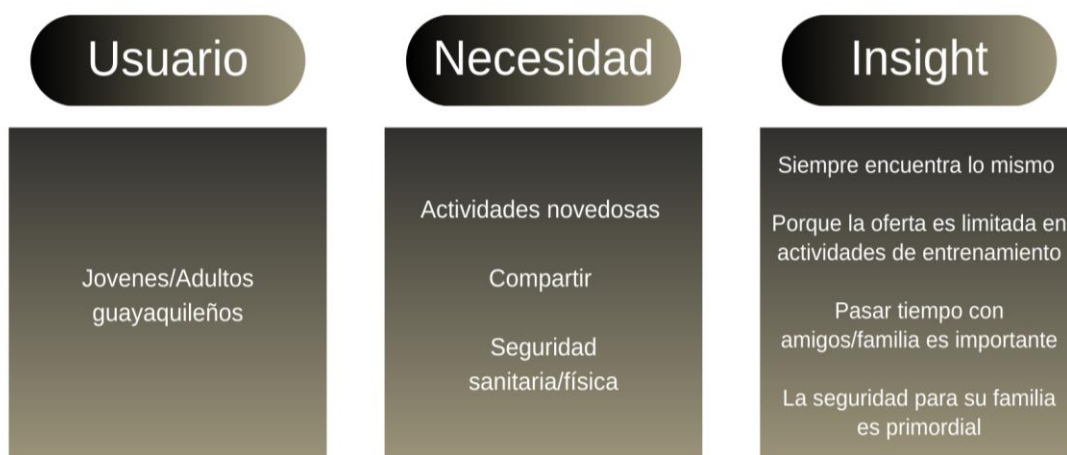 Usuario
Jovenes/Adultos
guayaquileños
Necesidad
Actividades novedosas
Compartir
Seguridad
sanitaria/física
Insight
Siempre encuentra lo mismo
Porque la oferta es limitada en
actividades de entrenamiento
Pasar tiempo con
amigos/familia es importante
La seguridad para su familia
es primordial